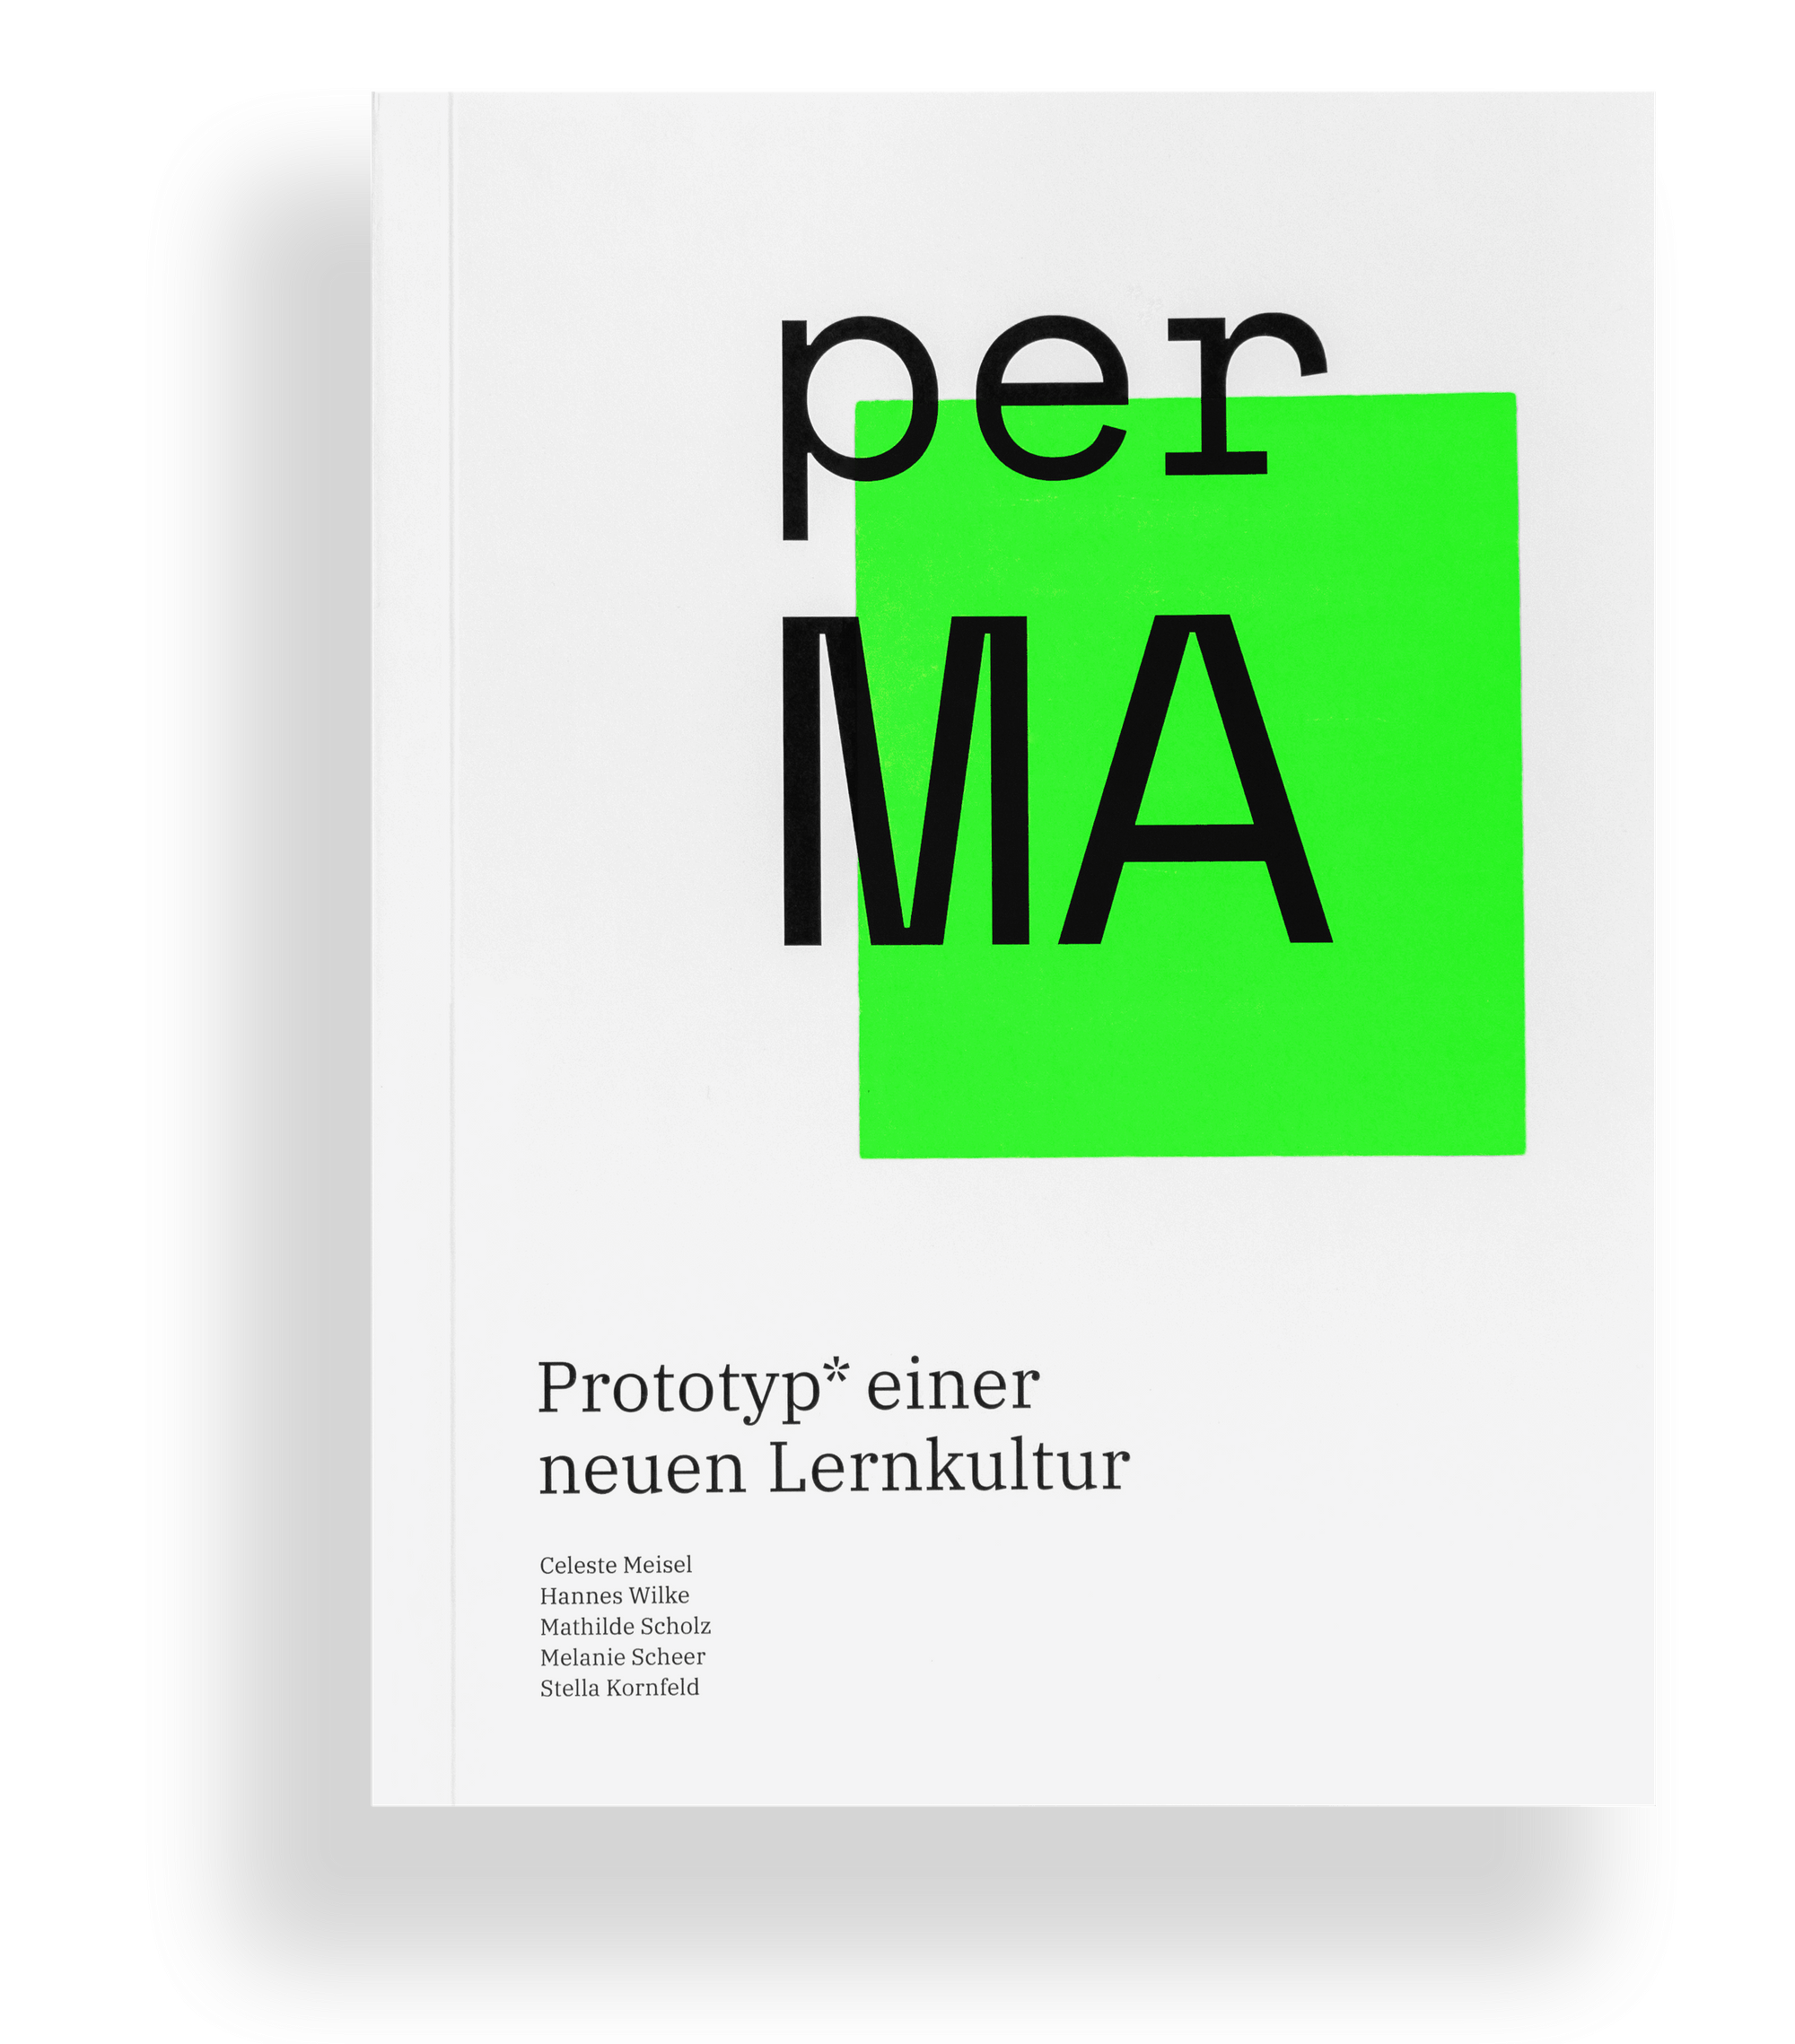 per
MA
Prototyp* einer
neuen Lernkultur
Celeste Meisel
Hannes Wilke
Mathilde Scholz
Melanie Scheer
Stella Kornfeld